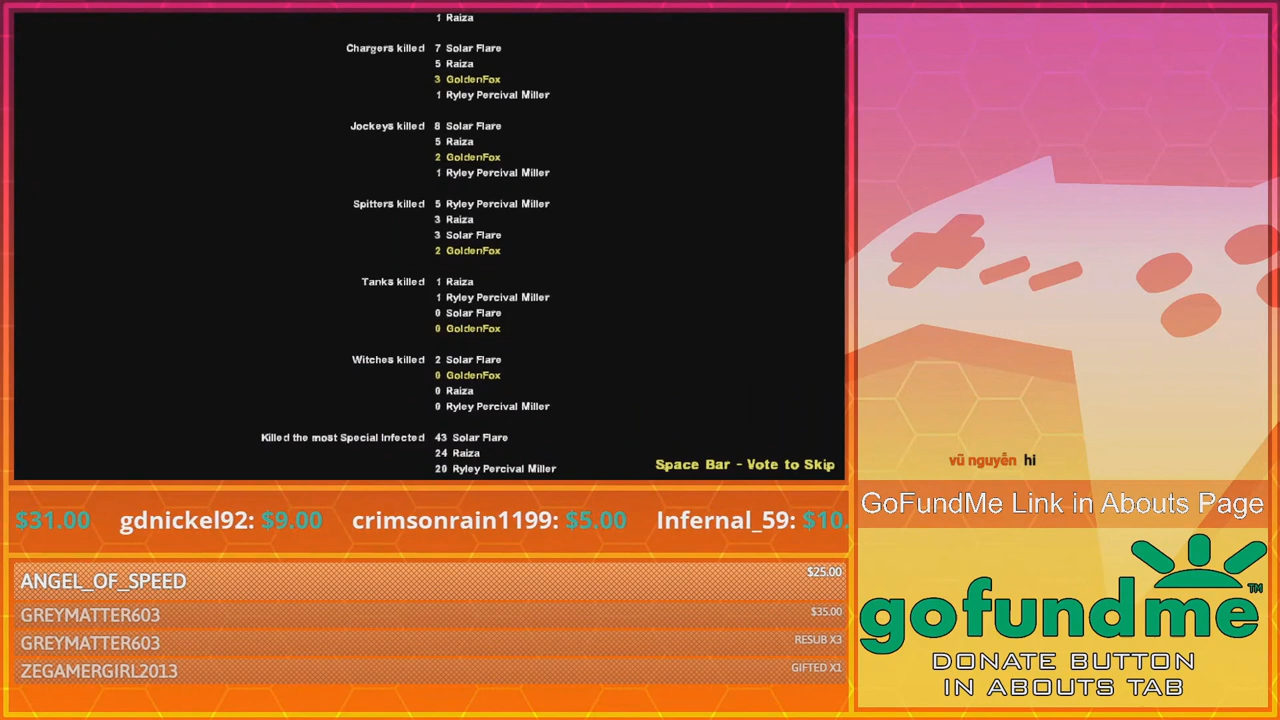 1 Raiza
Chargers killed 7 Solar Flare
5 Raiza
3 GoldenFox
1 Ryley Percival Miller
Jockeys killed 8 Solar Flare
5 Raiza
2 GoldenFox
1 Ryley Percival Miller
Spitters killed 5 Ryley Percival Miller
3 Raiza
3 Solar Flare
2 GoldenFox
Tanks killed 1 Raiza
1 Ryley Percival Miller
0 Solar Flare
0 GoldenFox
Witches killed 2 Solar Flare
0 GoldenFox
0 Raiza
0 Ryley Percival Miller
Killed the most Special Infected 43 Solar Flare
24 Raiza
20 Ryley Percival Miller
Space Bar - Vote to Skip
vũ nguyễn hi
GoFundMe Link in Abouts Page
$31.00 gdnickel92: $9.00 crimsonrain1199: $5.00 Infernal_59: $10.
ANGEL_OF_SPEED $25.00
GREYMATTER603 $35.00
GREYMATTER603 RESUB X3
ZEGAMERGIRL2013 GIFTED X1
gofundme™
DONATE BUTTON
IN ABOUTS TAB